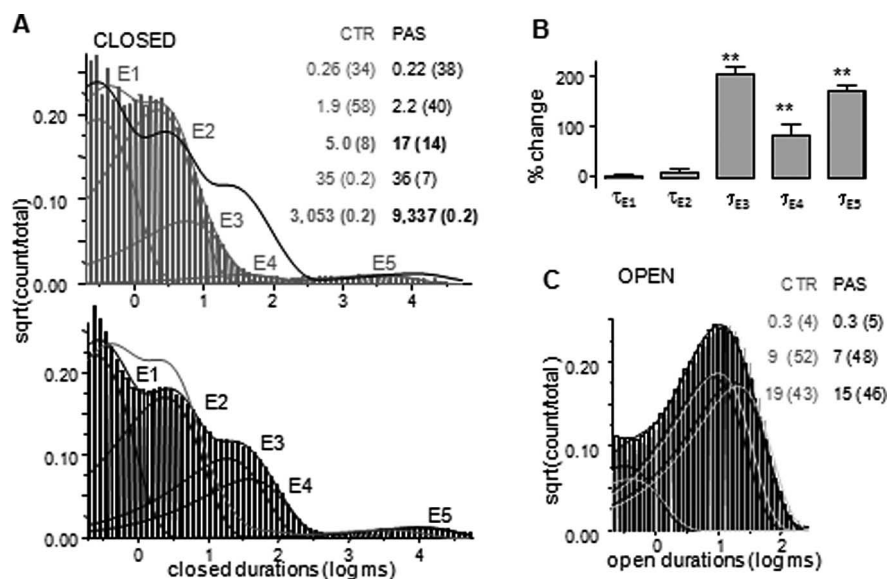 A
CLOSED
CTR PAS
0.26 (34) 0.22 (38)
1.9 (58) 2.2 (40)
5.0 (8) 17 (14)
35 (0.2) 36 (7)
3,053 (0.2) 9,337 (0.2)
E1
E2
E3
E4
E5
0.20
0.10
0.00
0 1 2 3 4
sqrt(count/total)
E1
E2
E3
E4
E5
0.20
0.10
0.00
0 1 2 3 4
closed durations (log ms)
B
% change
200
100
0
** ** **
τE1 τE2 τE3 τE4 τE5
C
OPEN
CTR PAS
0.3 (4) 0.3 (5)
9 (52) 7 (48)
19 (43) 15 (46)
sqrt(count/total)
0.20
0.10
0.00
0 1 2
open durations (log ms)